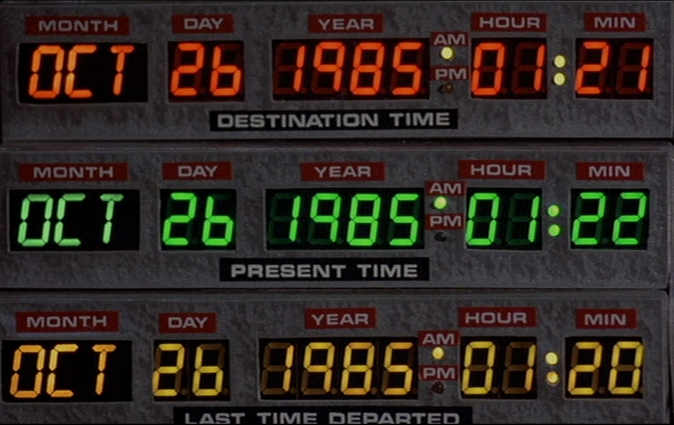 MONTH DAY YEAR HOUR MIN
OCT 26 1985 AM PM 01:21
DESTINATION TIME
MONTH DAY YEAR HOUR MIN
OCT 26 1985 AM PM 01:22
PRESENT TIME
MONTH DAY YEAR HOUR MIN
OCT 26 1985 AM PM 01:20
LAST TIME DEPARTED